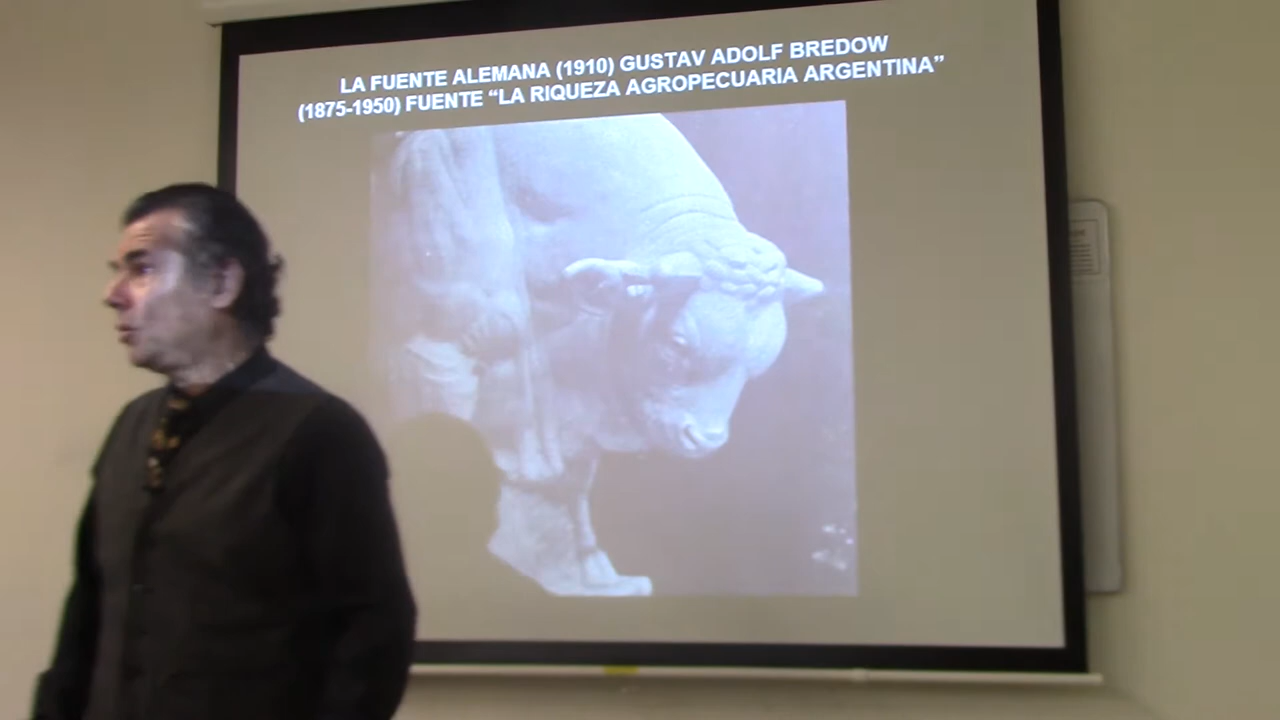 LA FUENTE ALEMANA (1910) GUSTAV ADOLF BREDOW
(1875-1950) FUENTE “LA RIQUEZA AGROPECUARIA ARGENTINA”